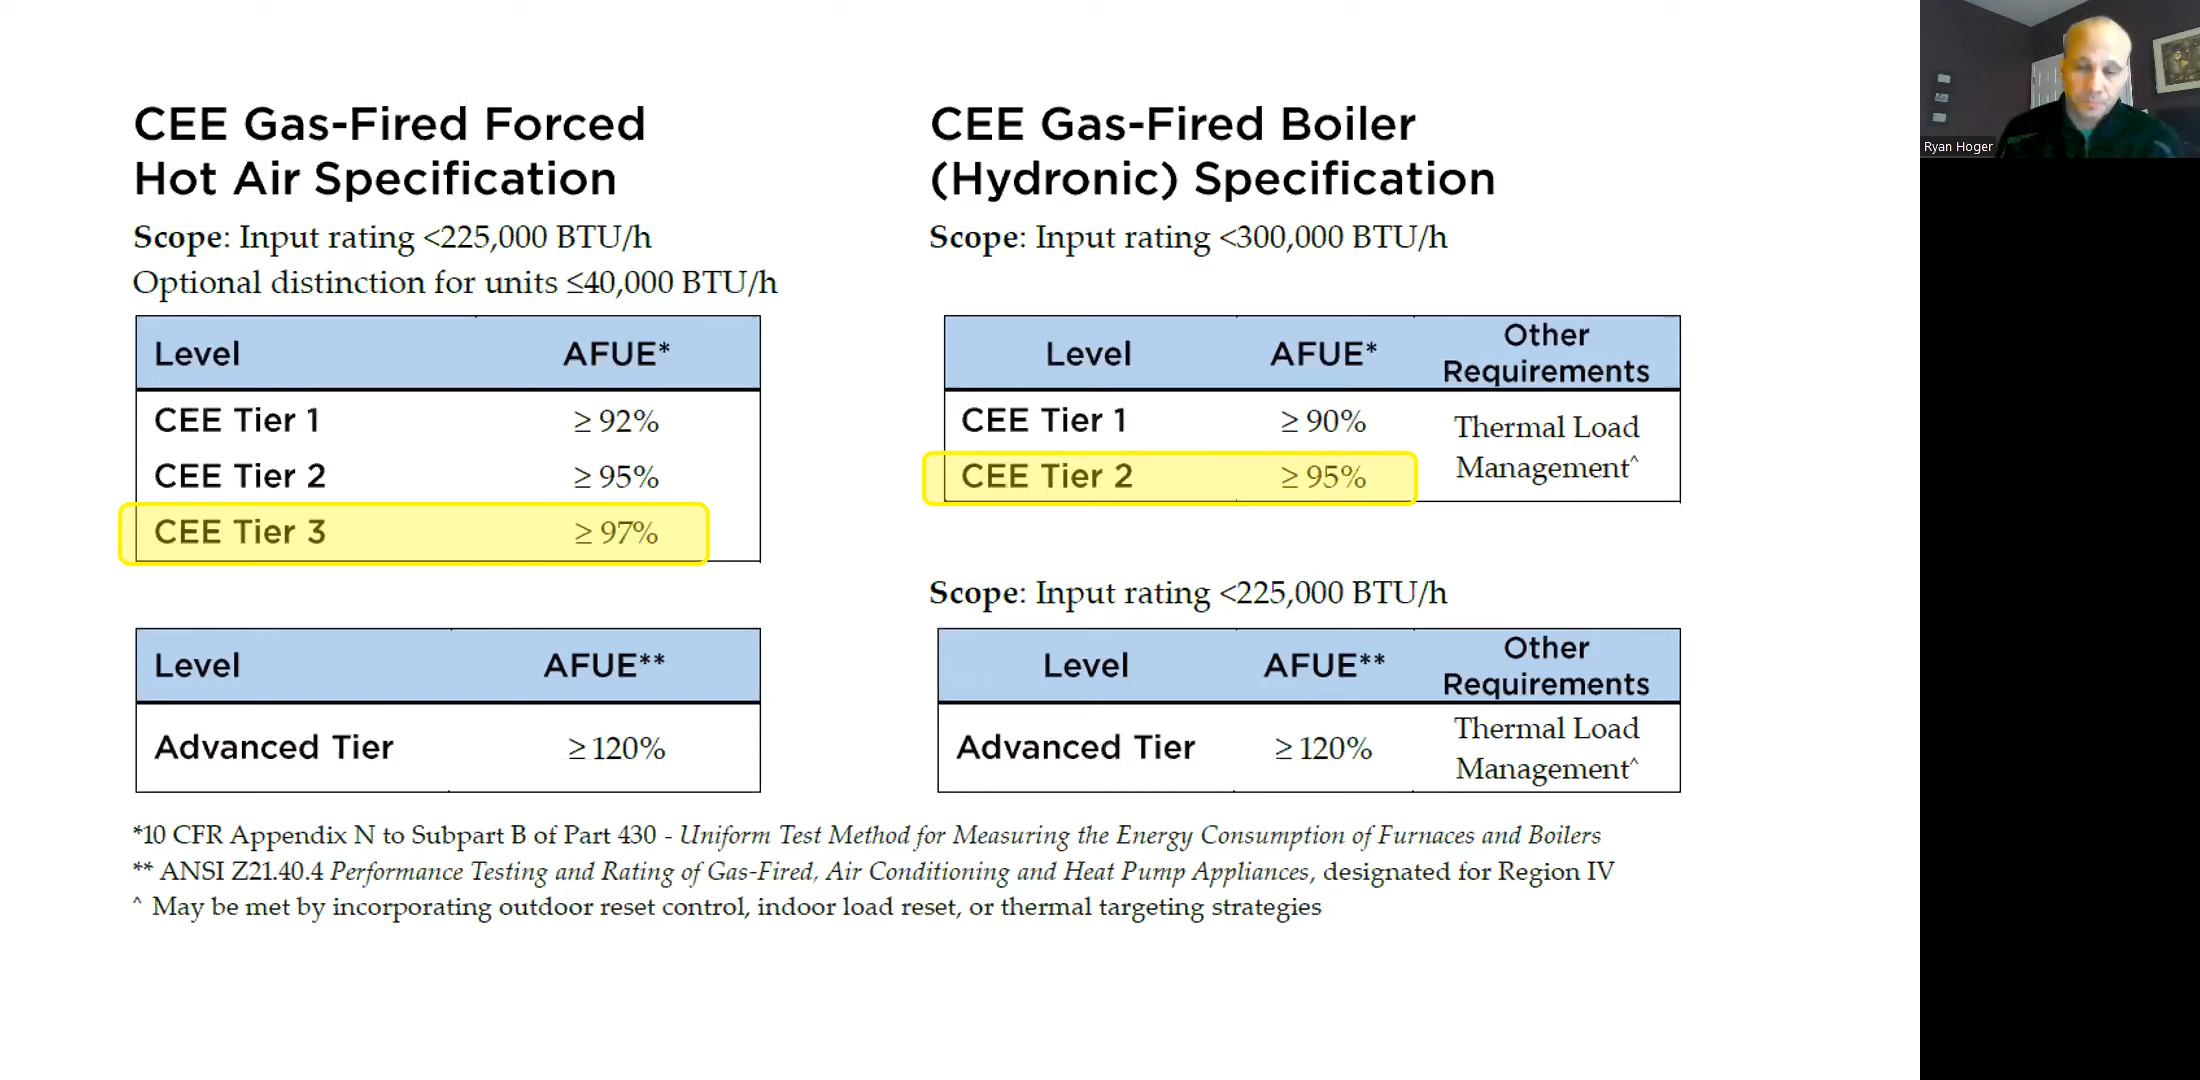 CEE Gas-Fired Forced
Hot Air Specification
Scope: Input rating <225,000 BTU/h
Optional distinction for units ≤40,000 BTU/h
Level AFUE*
CEE Tier 1 ≥ 92%
CEE Tier 2 ≥ 95%
CEE Tier 3 ≥ 97%
Level AFUE**
Advanced Tier ≥ 120%
CEE Gas-Fired Boiler
(Hydronic) Specification
Scope: Input rating <300,000 BTU/h
Level AFUE* Other
Requirements
CEE Tier 1 ≥ 90% Thermal Load
Management^
CEE Tier 2 ≥ 95%
Scope: Input rating <225,000 BTU/h
Level AFUE** Other
Requirements
Advanced Tier ≥ 120% Thermal Load
Management^
*10 CFR Appendix N to Subpart B of Part 430 - Uniform Test Method for Measuring the Energy Consumption of Furnaces and Boilers
** ANSI Z21.40.4 Performance Testing and Rating of Gas-Fired, Air Conditioning and Heat Pump Appliances, designated for Region IV
^ May be met by incorporating outdoor reset control, indoor load reset, or thermal targeting strategies
Ryan Hoger